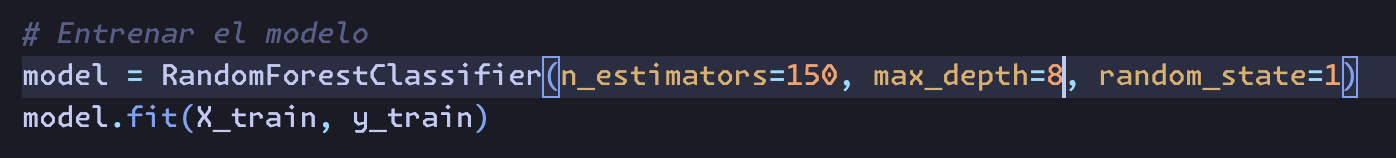 # Entrenar el modelo
model = RandomForestClassifier(n_estimators=150, max_depth=8, random_state=1)
model.fit(X_train, y_train)